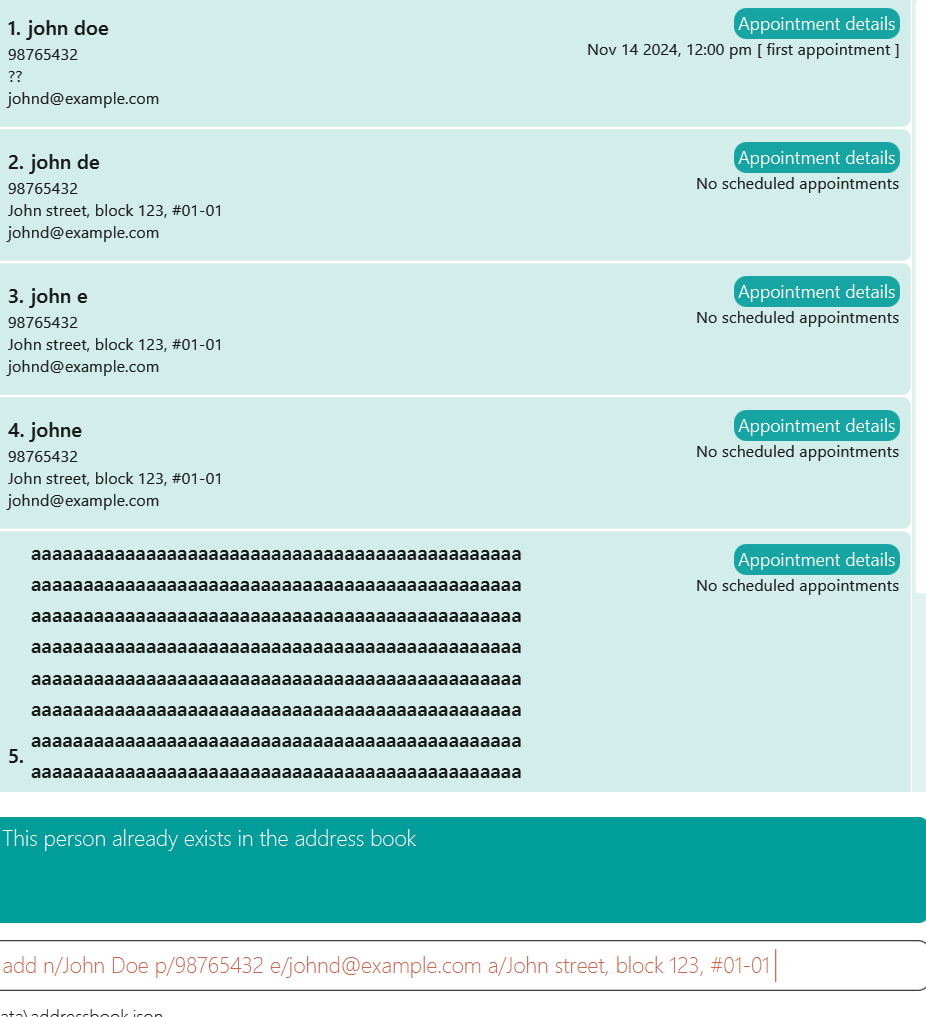 1. john doe
Appointment details
98765432
Nov 14 2024, 12:00 pm [ first appointment ]
??
johnd@example.com
2. john de
Appointment details
98765432
No scheduled appointments
John street, block 123, #01-01
johnd@example.com
3. john e
Appointment details
98765432
No scheduled appointments
John street, block 123, #01-01
johnd@example.com
4. johne
Appointment details
98765432
No scheduled appointments
John street, block 123, #01-01
johnd@example.com
Appointment details
No scheduled appointments
5.
aaaaaaaaaaaaaaaaaaaaaaaaaaaaaaaaaaaaaaaaaaaaaaa
aaaaaaaaaaaaaaaaaaaaaaaaaaaaaaaaaaaaaaaaaaaaaaa
aaaaaaaaaaaaaaaaaaaaaaaaaaaaaaaaaaaaaaaaaaaaaaa
aaaaaaaaaaaaaaaaaaaaaaaaaaaaaaaaaaaaaaaaaaaaaaa
aaaaaaaaaaaaaaaaaaaaaaaaaaaaaaaaaaaaaaaaaaaaaaa
aaaaaaaaaaaaaaaaaaaaaaaaaaaaaaaaaaaaaaaaaaaaaaa
aaaaaaaaaaaaaaaaaaaaaaaaaaaaaaaaaaaaaaaaaaaaaaa
aaaaaaaaaaaaaaaaaaaaaaaaaaaaaaaaaaaaaaaaaaaaaaa
This person already exists in the address book
add n/John Doe p/98765432 e/johnd@example.com a/John street, block 123, #01-01
ata\addressbook.json